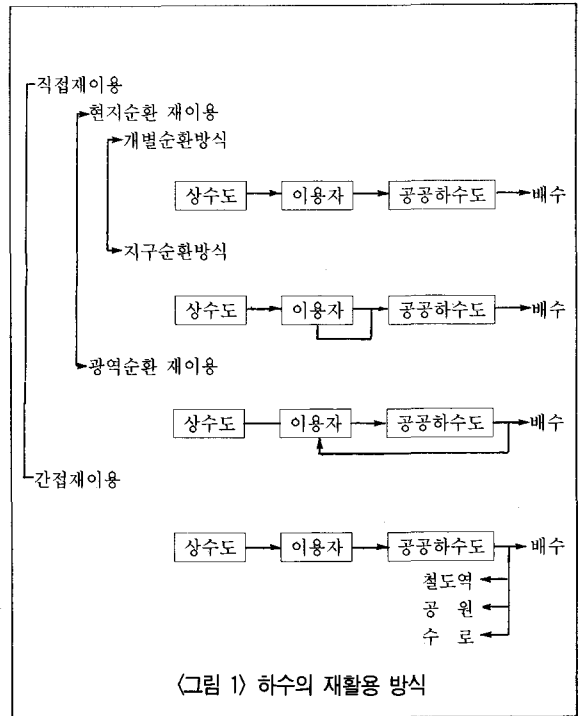 직접재이용
현지순환 재이용
개별순환방식
상수도 이용자 공공하수도 배수
지구순환방식
상수도 이용자 공공하수도 배수
광역순환 재이용
상수도 이용자 공공하수도 배수
간접재이용
상수도 이용자 공공하수도 배수
철도역
공 원
수 로
〈그림 1〉 하수의 재활용 방식